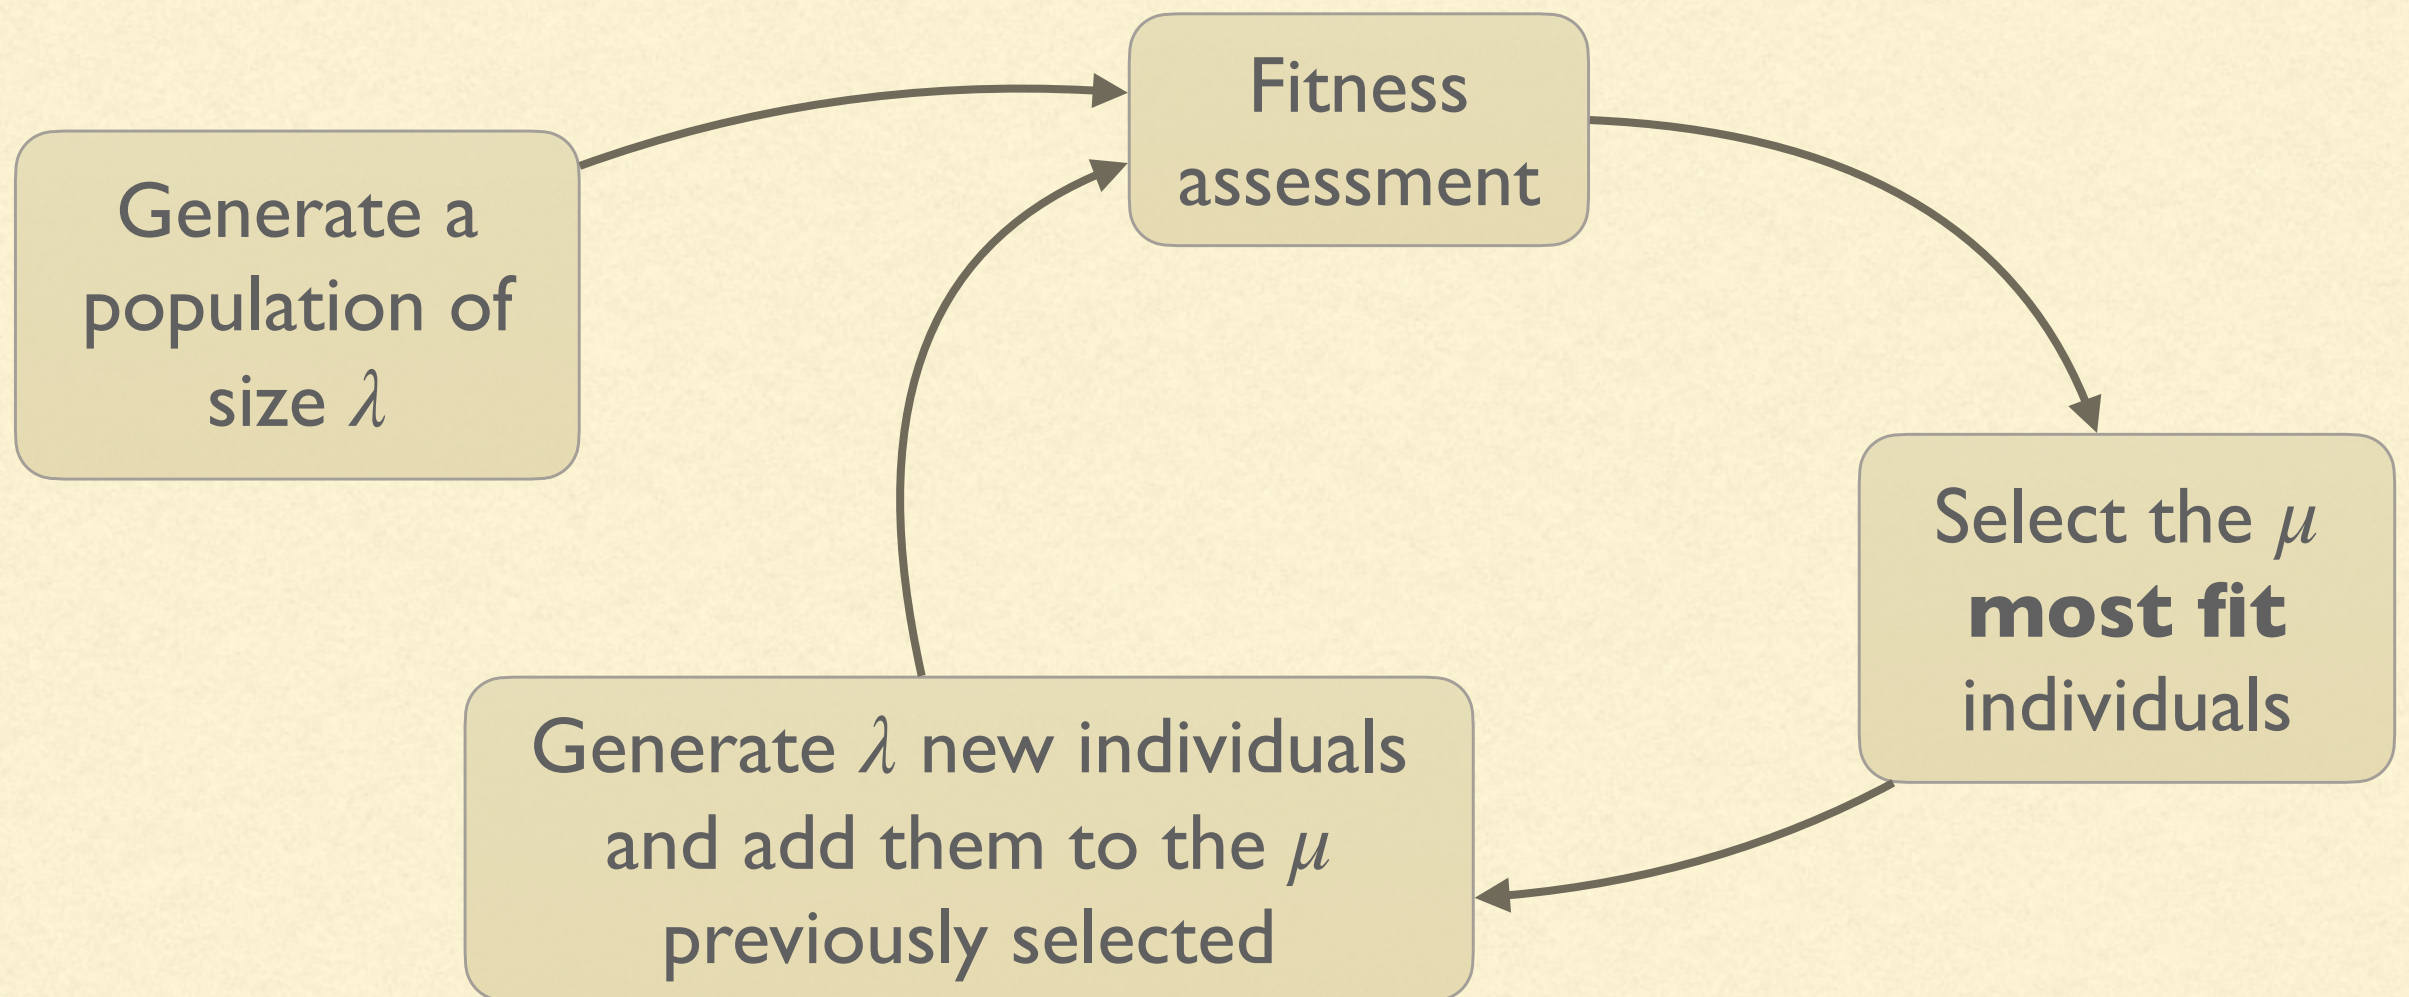 Generate a
population of
size λ
Fitness
assessment
Select the μ
most fit
individuals
Generate λ new individuals
and add them to the μ
previously selected